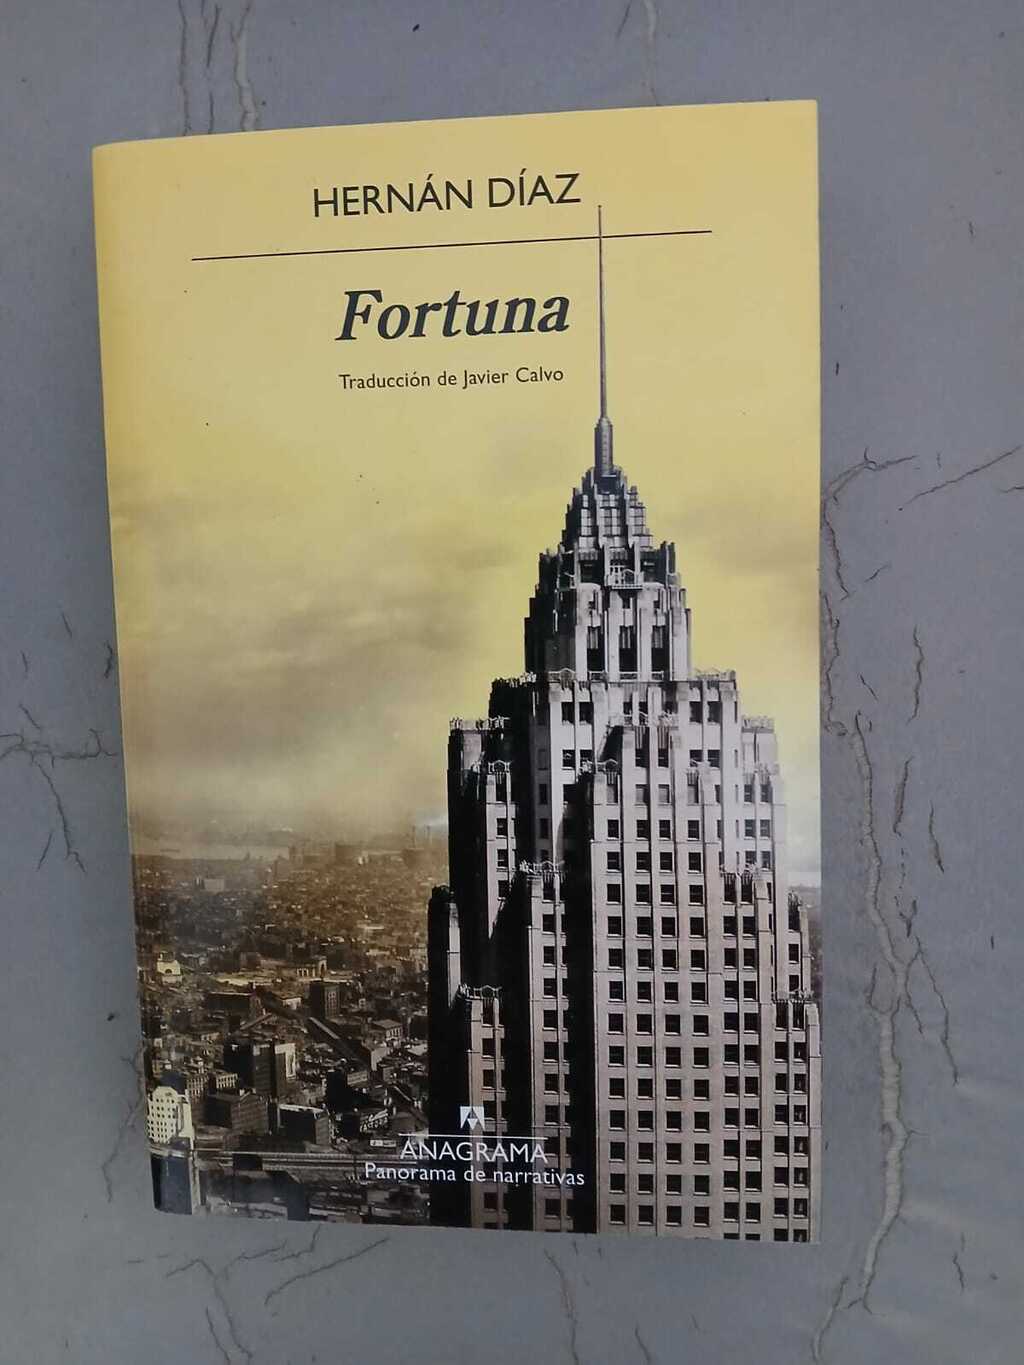 HERNÁN DÍAZ
Fortuna
Traducción de Javier Calvo
ANAGRAMA
Panorama de narrativas